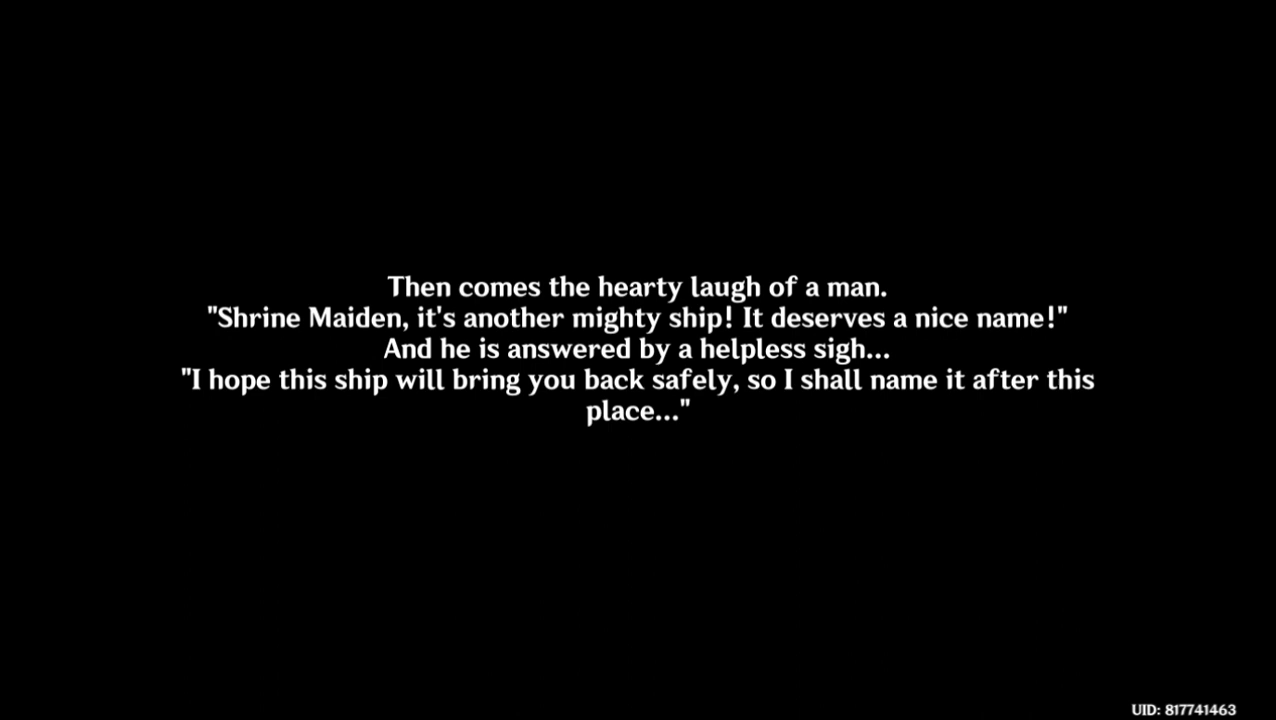 Then comes the hearty laugh of a man.
"Shrine Maiden, it's another mighty ship! It deserves a nice name!"
And he is answered by a helpless sigh...
"I hope this ship will bring you back safely, so I shall name it after this
place..."
UID: 817741463